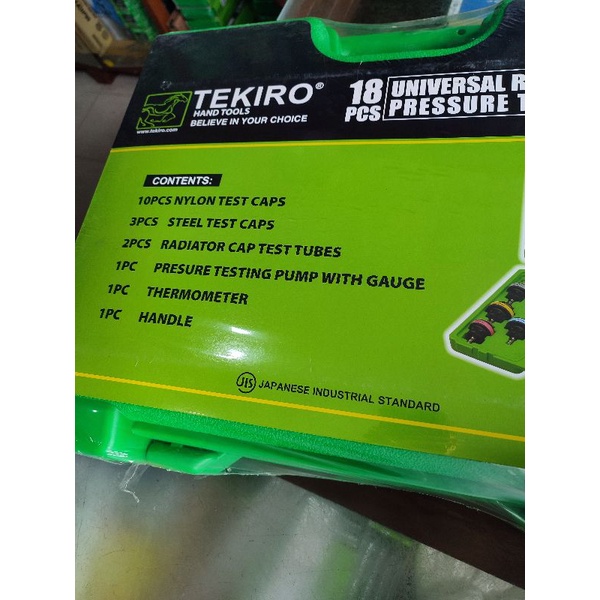 TEKIRO®
HAND TOOLS
BELIEVE IN YOUR CHOICE
www.tekiro.com
18 PCS
UNIVERSAL
PRESSURE
CONTENTS:
10PCS NYLON TEST CAPS
3PCS STEEL TEST CAPS
2PCS RADIATOR CAP TEST TUBES
1PC PRESURE TESTING PUMP WITH GAUGE
1PC THERMOMETER
1PC HANDLE
JIS JAPANESE INDUSTRIAL STANDARD